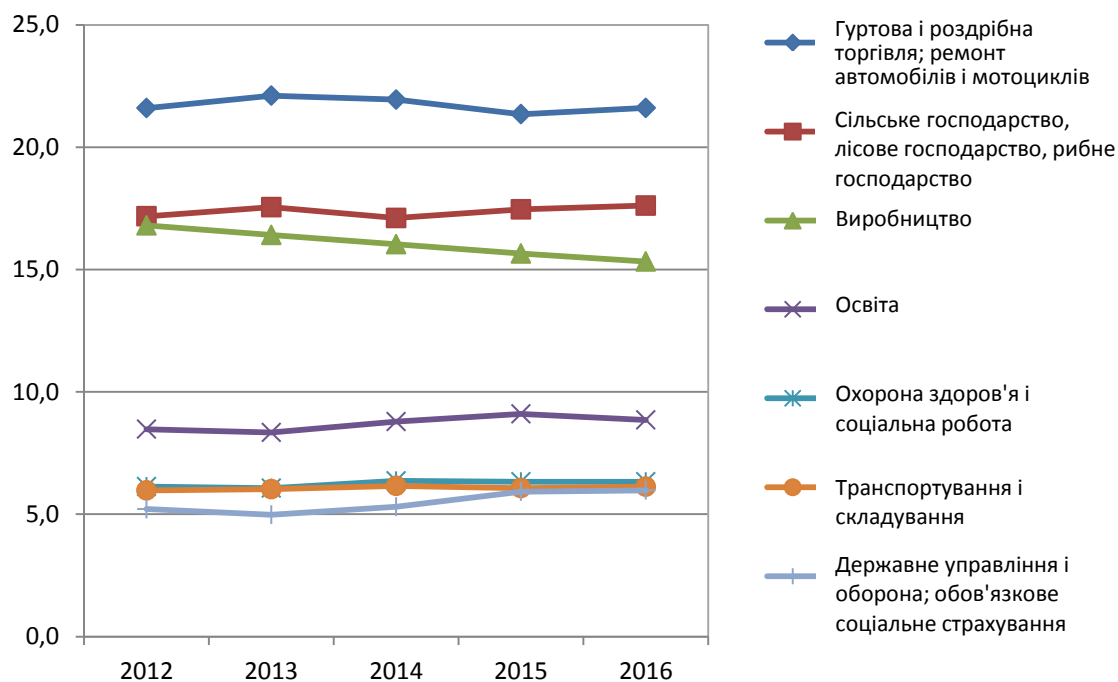 25,0
20,0
15,0
10,0
5,0
0,0
2012
2013
2014
2015
2016
Гуртова і роздрібна
торгівля; ремонт
автомобілів і мотоциклів
Сільське господарство,
лісове господарство, рибне
господарство
Виробництво
Освіта
Охорона здоров'я і
соціальна робота
Транспортування і
складування
Державне управління і
оборона; обов'язкове
соціальне страхування